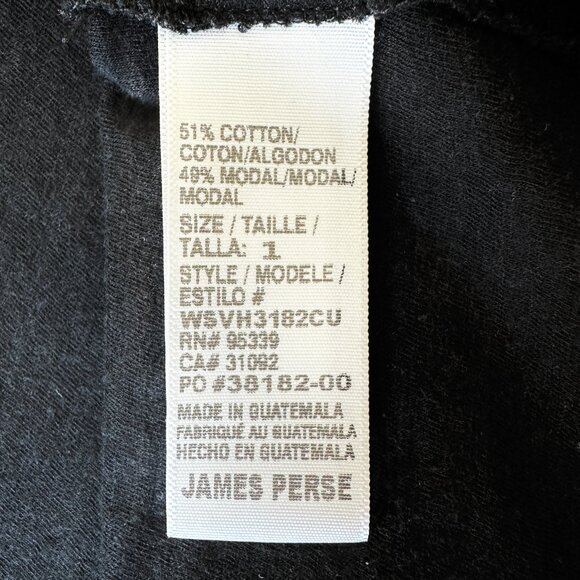 51% COTTON/
COTON/ALGODON
49% MODAL/MODAL/
MODAL
SIZE / TAILLE /
TALLA: 1
STYLE / MODELE /
ESTILO #
WSVH3182CU
RN# 95339
CA# 31092
PO #38182-00
MADE IN GUATEMALA
FABRIQUÉ AU GUATEMALA
HECHO EN GUATEMALA
JAMES PERSE